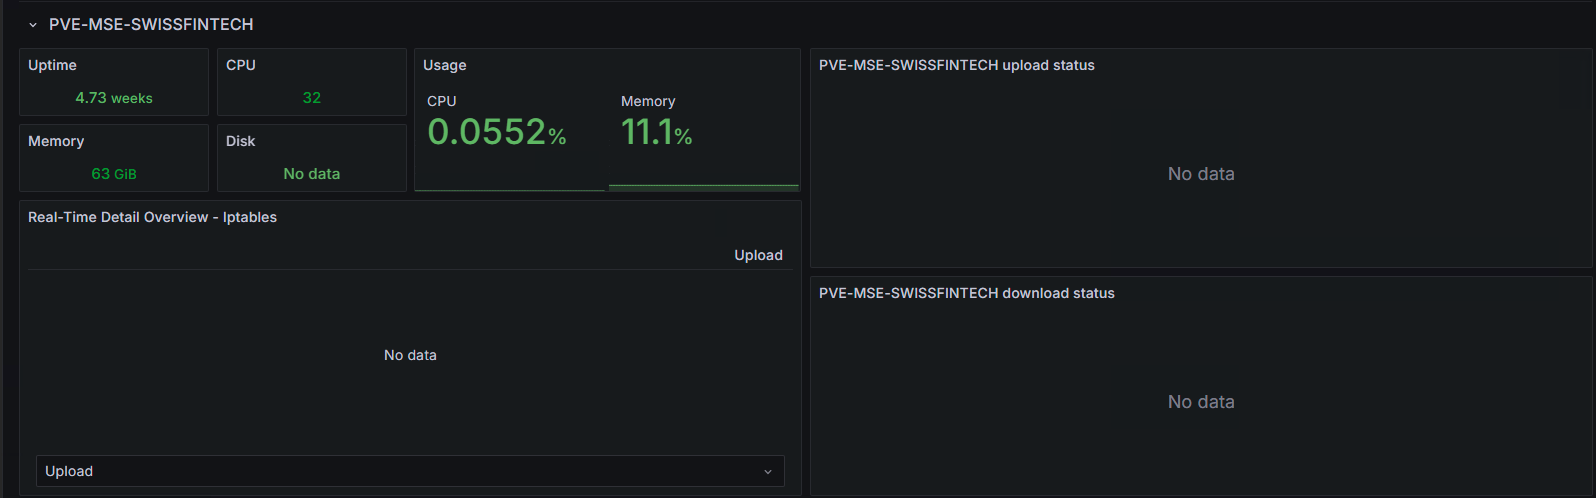 PVE-MSE-SWISSFINTECH
Uptime
4.73 weeks
CPU
32
Memory
63 GiB
Disk
No data
Usage
CPU
0.0552%
Memory
11.1%
Real-Time Detail Overview - Iptables
Upload
No data
Upload
PVE-MSE-SWISSFINTECH upload status
No data
PVE-MSE-SWISSFINTECH download status
No data